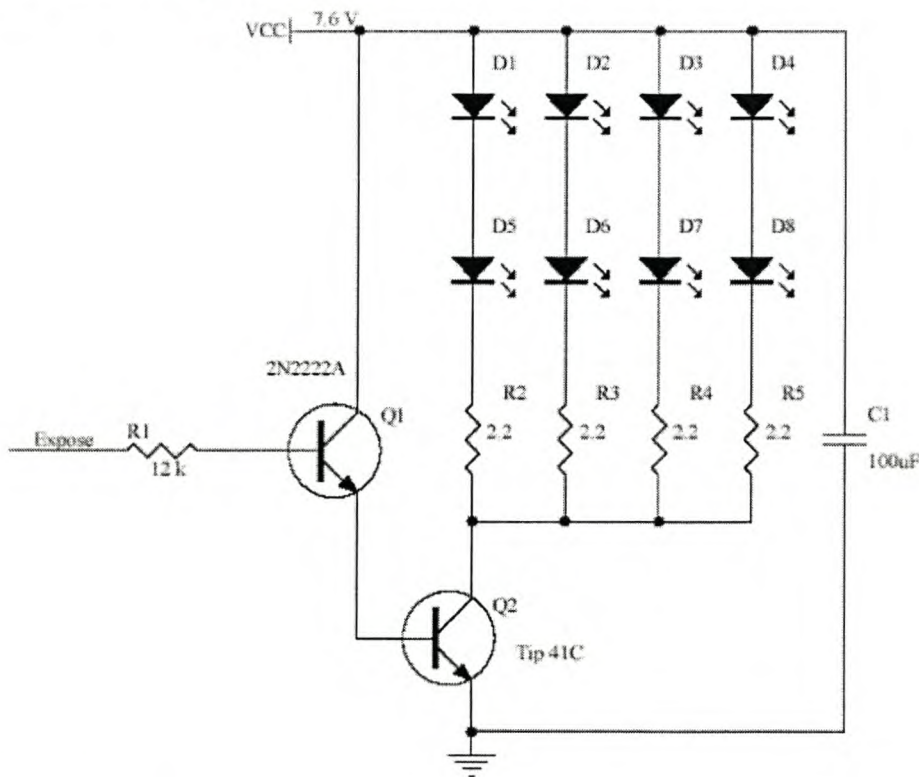 VCC 7.6 V
D1 D2 D3 D4
D5 D6 D7 D8
2N2222A
Q1
R2 R3 R4 R5
2.2 2.2 2.2 2.2
C1
100uF
Expose R1
12 k
Q2
Tip 41C